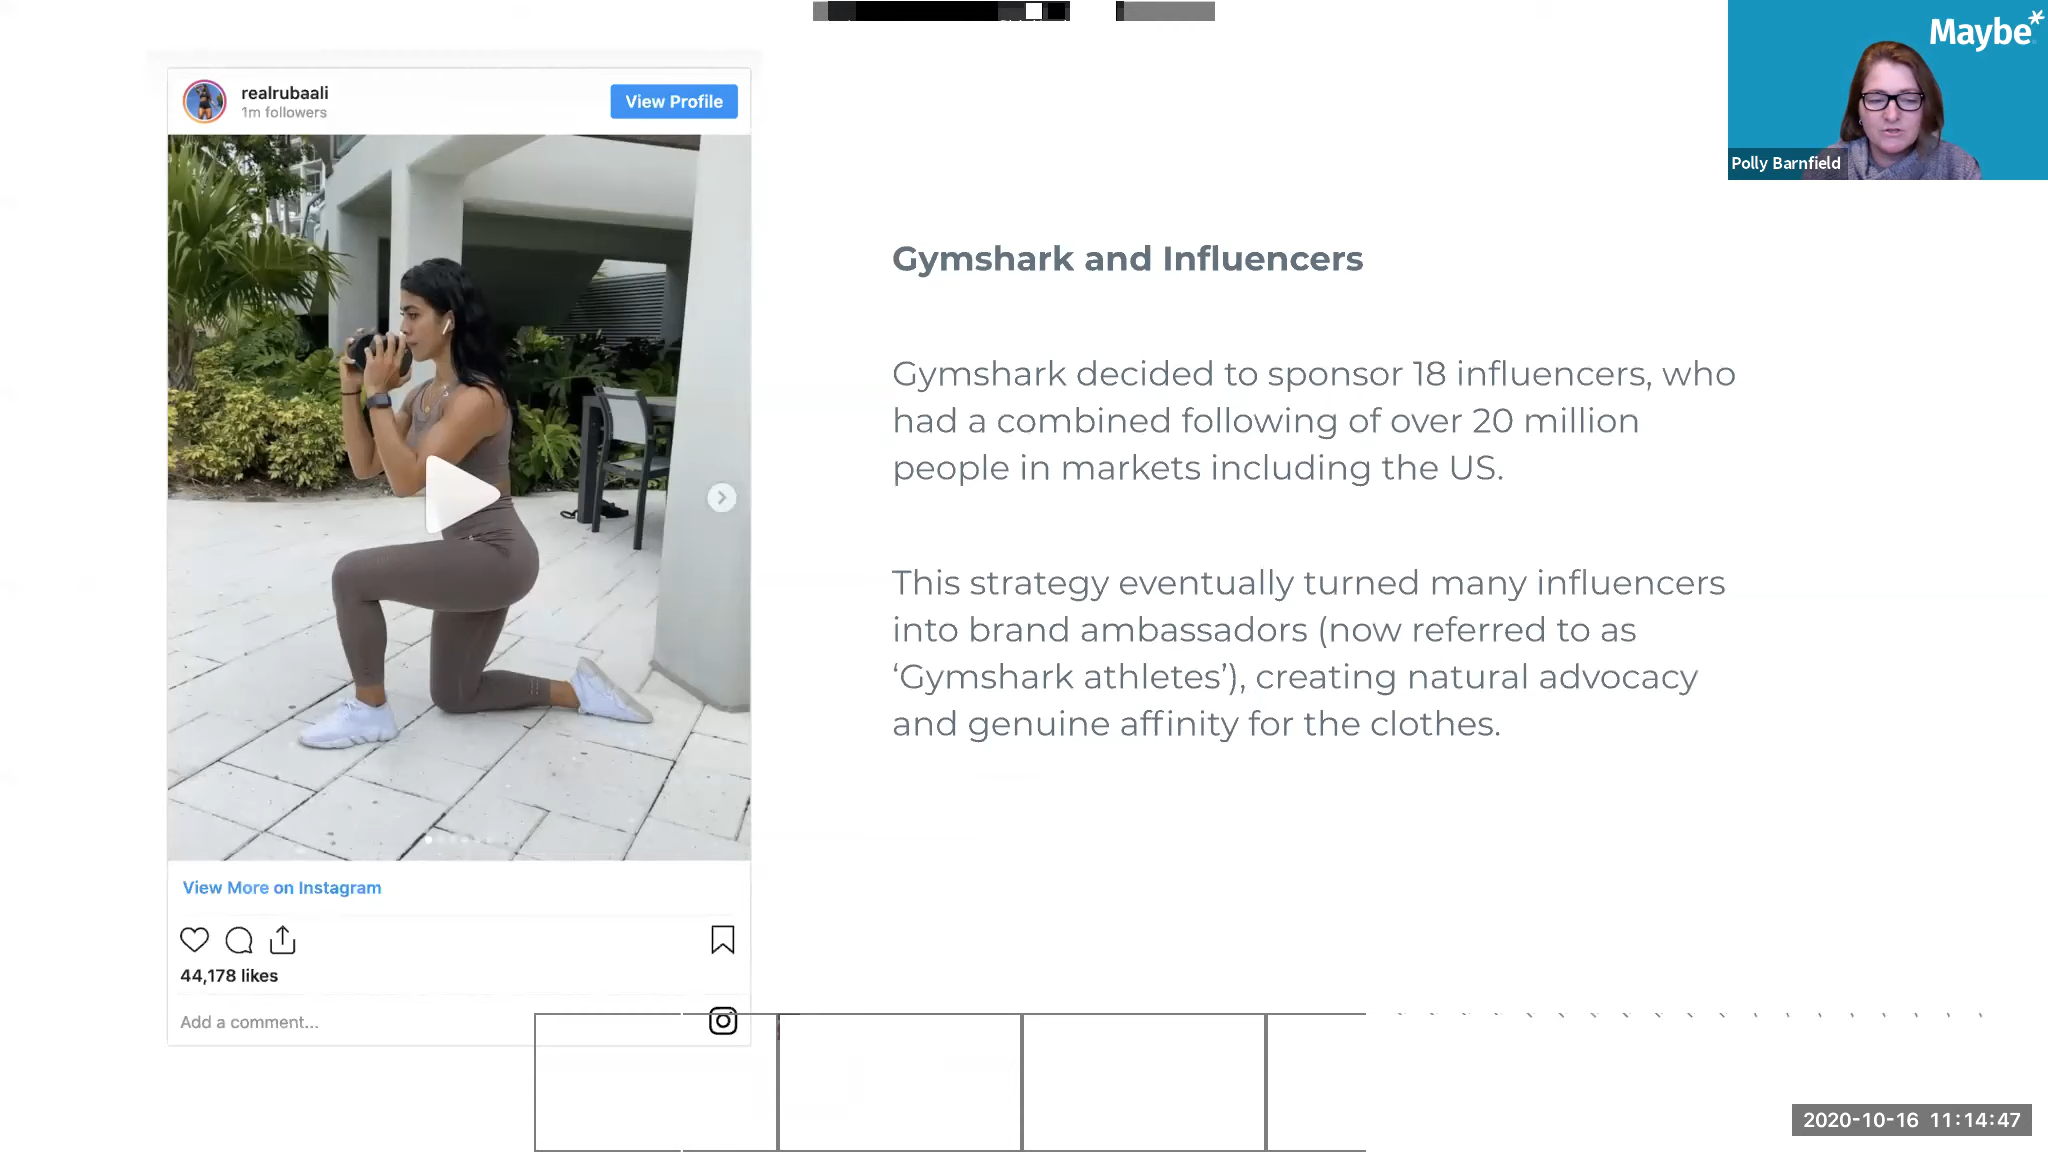 Maybe*
Polly Barnfield
realrubaali
1m followers
View Profile
Gymshark and Influencers
Gymshark decided to sponsor 18 influencers, who
had a combined following of over 20 million
people in markets including the US.
This strategy eventually turned many influencers
into brand ambassadors (now referred to as
‘Gymshark athletes’), creating natural advocacy
and genuine affinity for the clothes.
View More on Instagram
44,178 likes
Add a comment...
2020-10-16 11:14:47